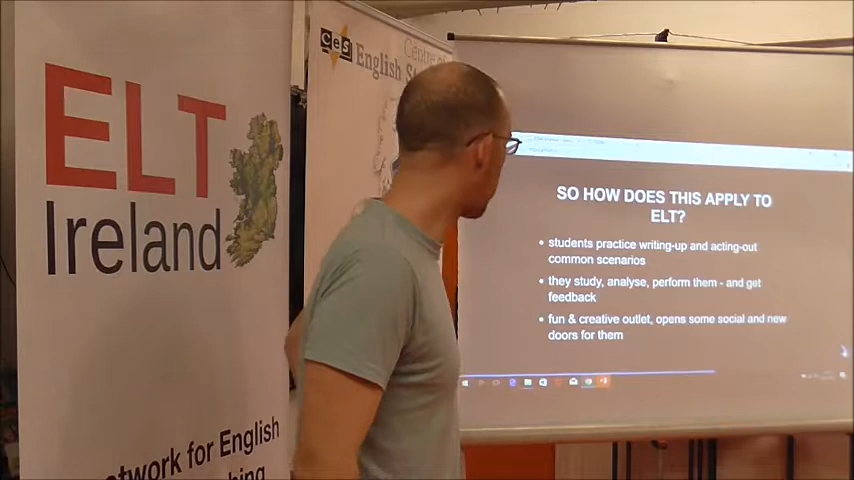 ELT
Ireland
work for English
ces
English
Centre of
SO HOW DOES THIS APPLY TO
ELT?
• students practice writing-up and acting-out
common scenarios
• they study, analyse, perform them - and get
feedback
• fun & creative outlet, opens some social and new
doors for them